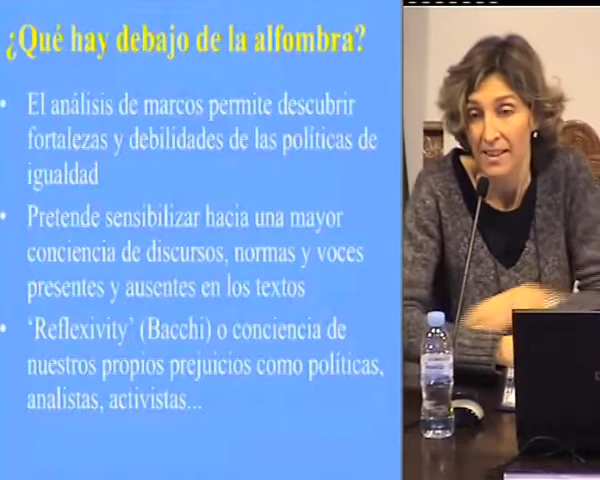 ¿Qué hay debajo de la alfombra?
• El análisis de marcos permite descubrir
fortalezas y debilidades de las políticas de
igualdad
• Pretende sensibilizar hacia una mayor
conciencia de discursos, normas y voces
presentes y ausentes en los textos
• ‘Reflexivity’ (Bacchi) o conciencia de
nuestros propios prejuicios como políticas,
analistas, activistas...